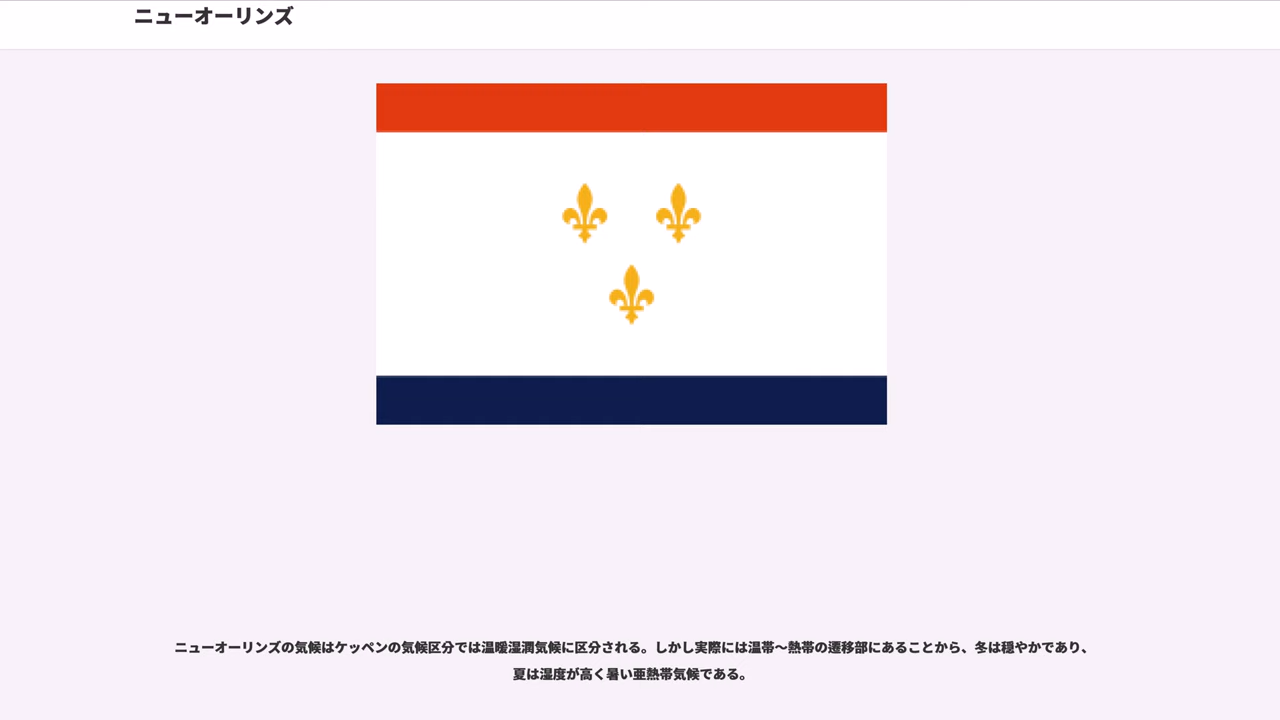 ニューオーリンズ
ニューオーリンズの気候はケッペンの気候区分では温暖湿潤気候に区分される。しかし実際には温帯〜熱帯の遷移部にあることから、冬は穏やかであり、
夏は湿度が高く暑い亜熱帯気候である。